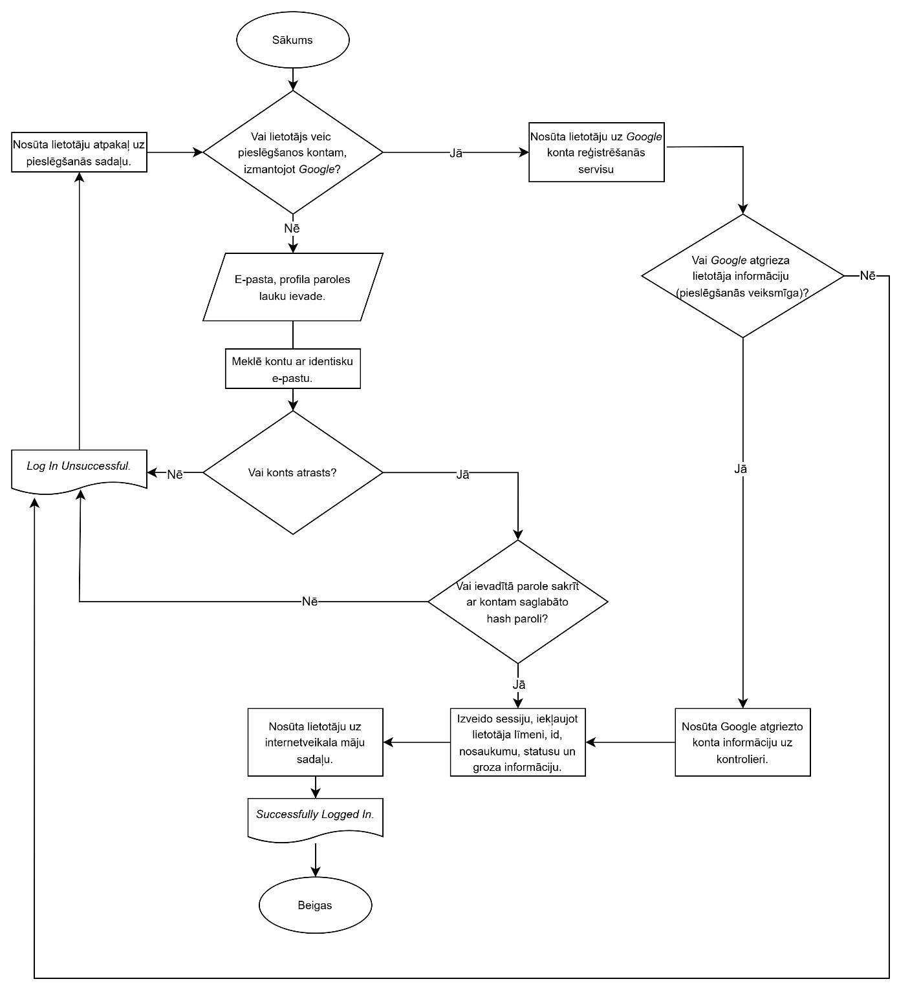 Sākums
Vai lietotājs veic
pieslēgšanos kontam,
izmantojot Google?
Nosūta lietotāju atpakaļ uz
pieslēgšanās sadaļu.
Jā
Nosūta lietotāju uz Google
konta reģistrēšanās
servisu
Nē
E-pasta, profila paroles
lauku ievade.
Vai Google atgrieza
lietotāja informāciju
(pieslēgšanās veiksmīga)?
Nē
Meklē kontu ar identisku
e-pastu.
Log In Unsuccessful.
Nē
Vai konts atrasts?
Jā
Jā
Vai ievadītā parole sakrīt
ar kontam saglabāto
hash paroli?
Nē
Jā
Nosūta lietotāju uz
internetveikala māju
sadaļu.
Izveido sessiju, iekļaujot
lietotāja līmeni, id,
nosaukumu, statusu un
groza informāciju.
Nosūta Google atgriezto
konta informāciju uz
kontrolieri.
Successfully Logged In.
Beigas